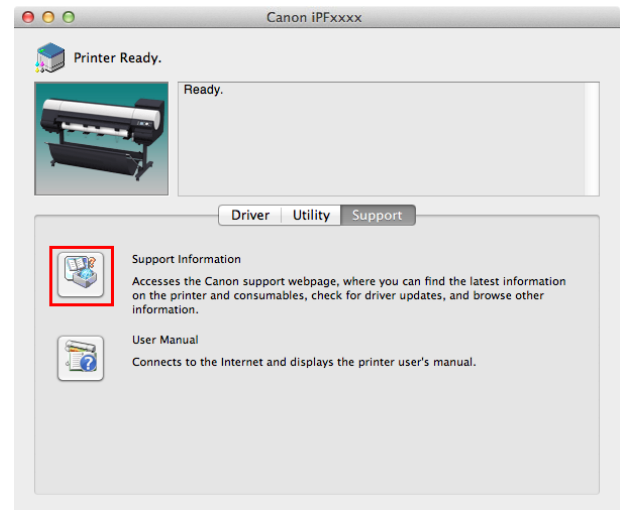 Canon iPFxxxx
Printer Ready.
Ready.
Driver Utility Support
Support Information
Accesses the Canon support webpage, where you can find the latest information
on the printer and consumables, check for driver updates, and browse other
information.
User Manual
Connects to the Internet and displays the printer user's manual.